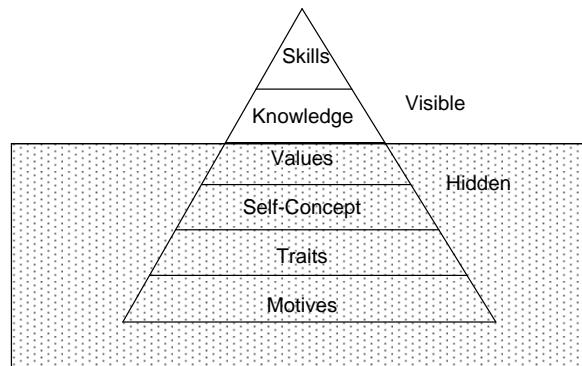 Skills
Knowledge
Visible
Values
Hidden
Self-Concept
Traits
Motives